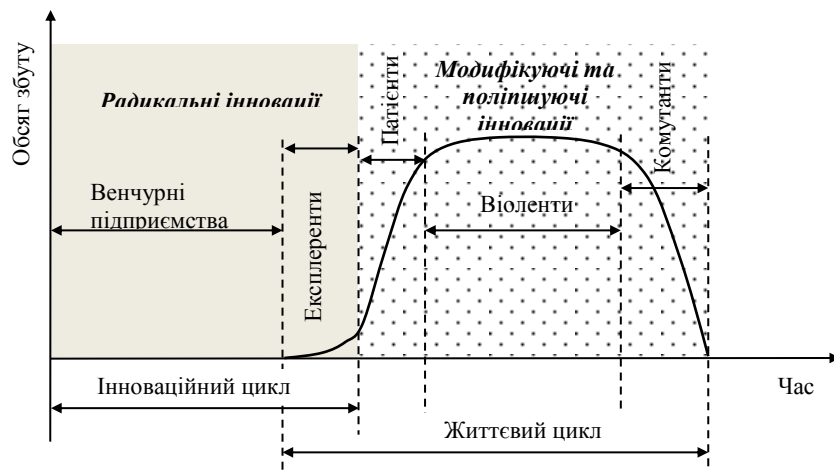 Обсяг збуту
Радикальні інновації
Модифікуючі та
поліпшуючі
інновації
Венчурні
підприємства
Експлеренти
Патієнти
Віоленти
Комутанти
Інноваційний цикл
Час
Життєвий цикл